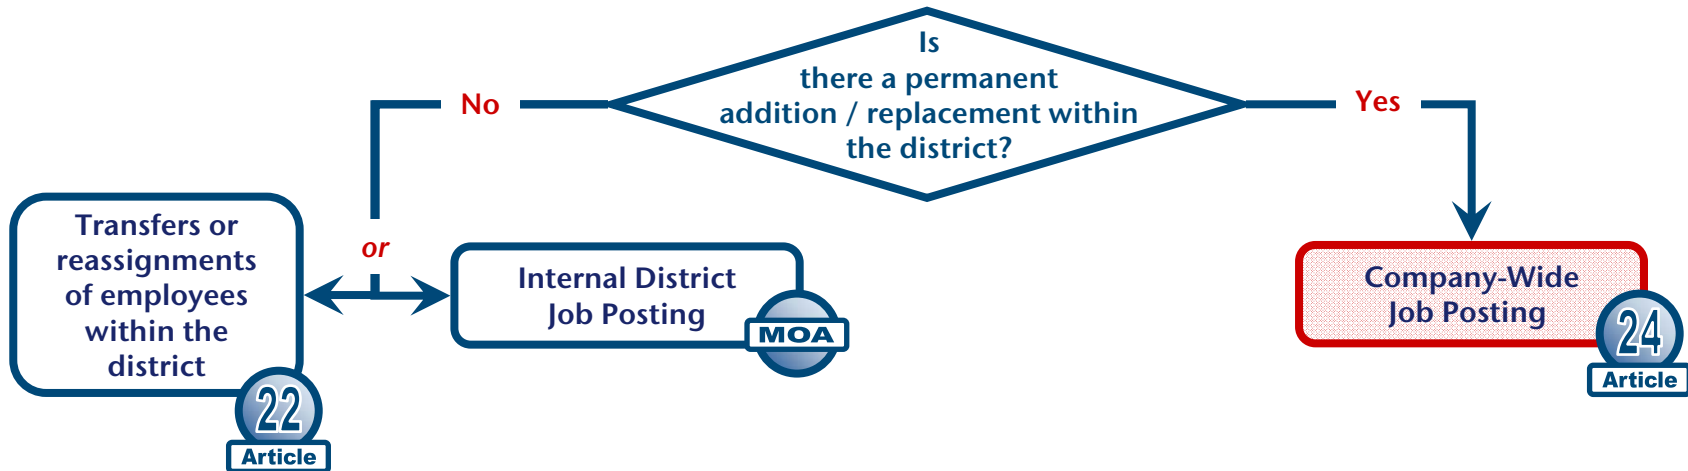 Is
there a permanent
addition / replacement within
the district?
No
Yes
Transfers or
reassignments
of employees
within the
district
22
Article
or
Internal District
Job Posting
MOA
Company-Wide
Job Posting
24
Article